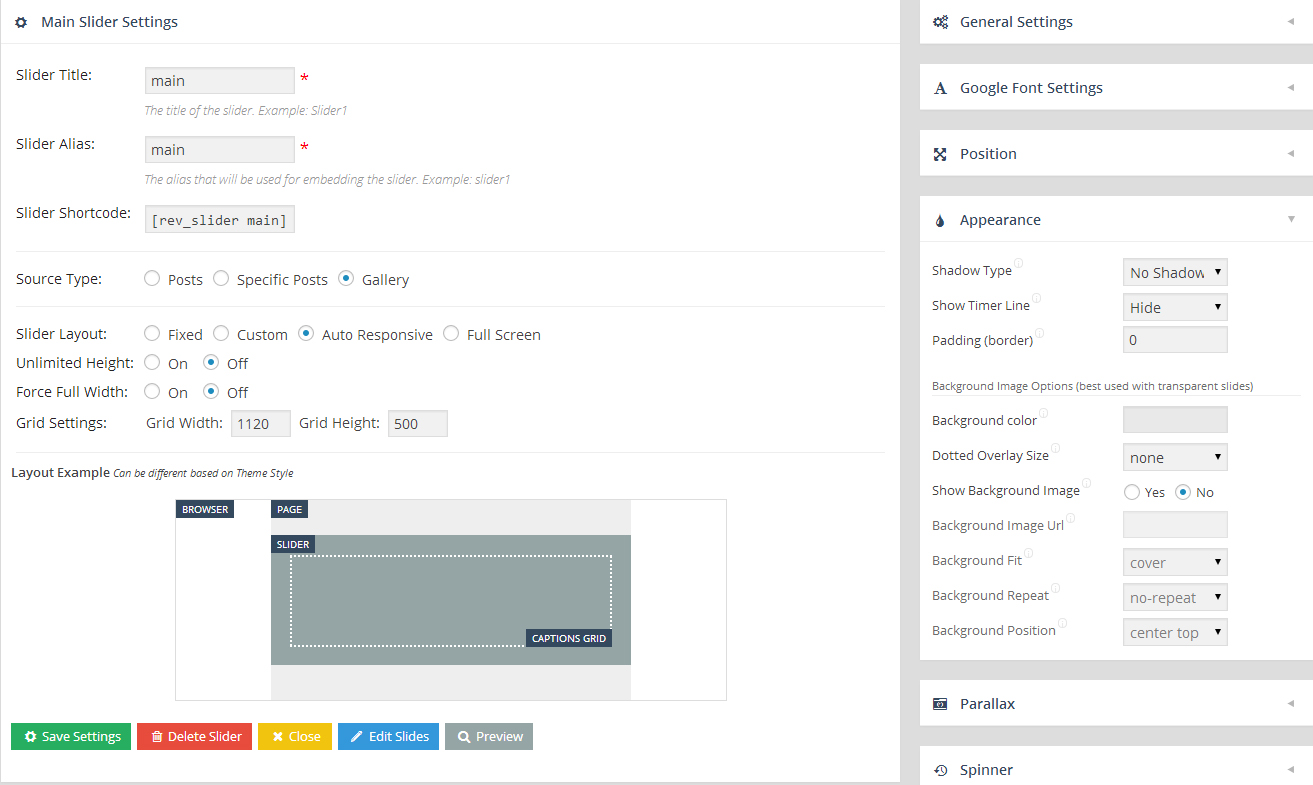 Main Slider Settings
Slider Title: main *
The title of the slider. Example: Slider1
Slider Alias: main *
The alias that will be used for embedding the slider. Example: slider1
Slider Shortcode: [rev_slider main]
Source Type: Posts Specific Posts Gallery
Slider Layout: Fixed Custom Auto Responsive Full Screen
Unlimited Height: On Off
Force Full Width: On Off
Grid Settings: Grid Width: 1120 Grid Height: 500
Layout Example Can be different based on Theme Style
BROWSER PAGE
SLIDER
CAPTIONS GRID
Save Settings Delete Slider Close Edit Slides Preview
General Settings
Google Font Settings
Position
Appearance
Shadow Type No Shadow
Show Timer Line Hide
Padding (border) 0
Background Image Options (best used with transparent slides)
Background color
Dotted Overlay Size none
Show Background Image Yes No
Background Image Url
Background Fit cover
Background Repeat no-repeat
Background Position center top
Parallax
Spinner